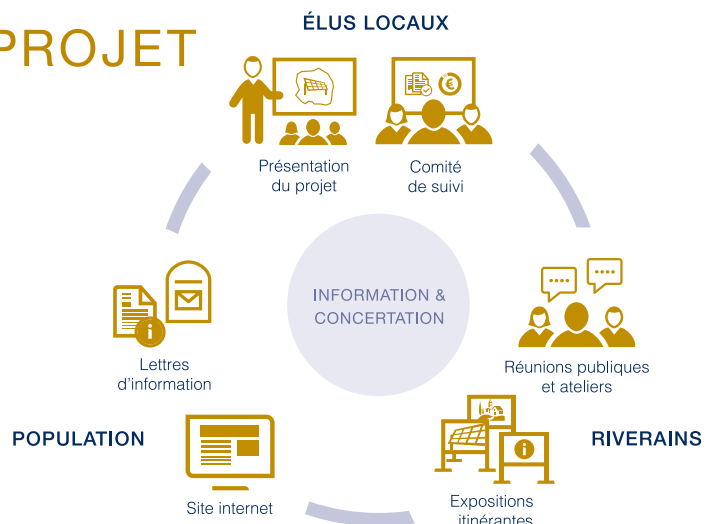 PROJET
ÉLUS LOCAUX
Présentation
du projet
Comité
de suivi
INFORMATION &
CONCERTATION
Lettres
d'information
Réunions publiques
et ateliers
POPULATION
RIVERAINS
Site internet
Expositions
itinérantes